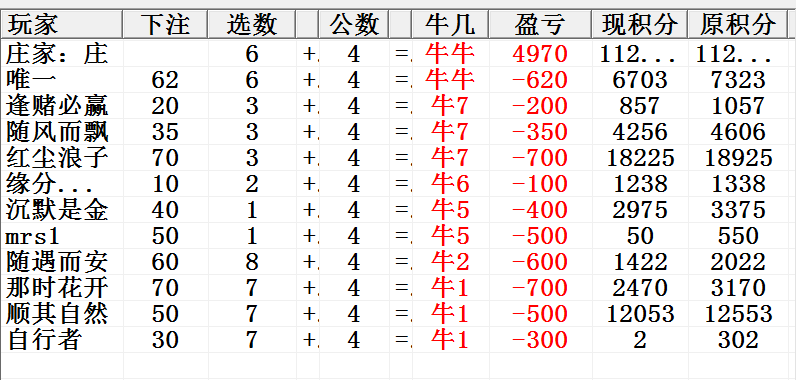 玩家 下注 选数 公数 牛几 盈亏 现积分 原积分
庄家：庄 6 +. 4 =. 牛牛 4970 112... 112...
唯一 62 6 +. 4 =. 牛牛 -620 6703 7323
逢赌必赢 20 3 +. 4 =. 牛7 -200 857 1057
随风而飘 35 3 +. 4 =. 牛7 -350 4256 4606
红尘浪子 70 3 +. 4 =. 牛7 -700 18225 18925
缘分... 10 2 +. 4 =. 牛6 -100 1238 1338
沉默是金 40 1 +. 4 =. 牛5 -400 2975 3375
mrs1 50 1 +. 4 =. 牛5 -500 50 550
随遇而安 60 8 +. 4 =. 牛2 -600 1422 2022
那时花开 70 7 +. 4 =. 牛1 -700 2470 3170
顺其自然 50 7 +. 4 =. 牛1 -500 12053 12553
自行者 30 7 +. 4 =. 牛1 -300 2 302